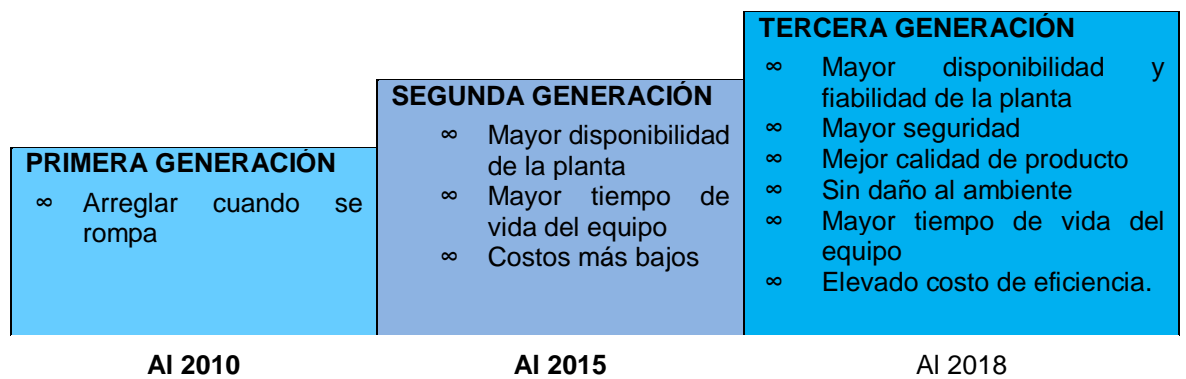 PRIMERA GENERACIÓN
∞ Arreglar cuando se
rompa
SEGUNDA GENERACIÓN
∞ Mayor disponibilidad
de la planta
∞ Mayor tiempo de
vida del equipo
∞ Costos más bajos
TERCERA GENERACIÓN
∞ Mayor disponibilidad y
fiabilidad de la planta
∞ Mayor seguridad
∞ Mejor calidad de producto
∞ Sin daño al ambiente
∞ Mayor tiempo de vida del
equipo
∞ Elevado costo de eficiencia.
Al 2010
Al 2015
Al 2018